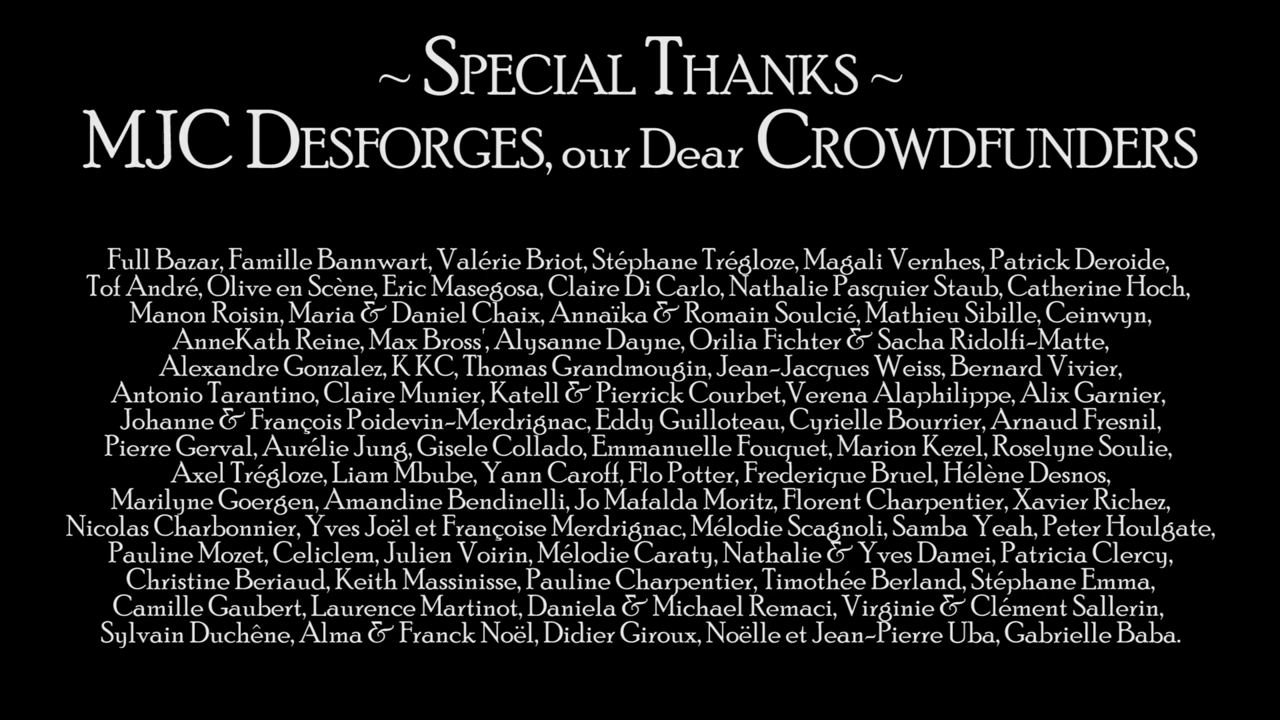 ~ Special Thanks ~
MJC Desforges, our Dear Crowdfunders
Full Bazar, Famille Bannwart, Valérie Briot, Stéphane Trégloze, Magali Vernhes, Patrick Deroide,
Tof André, Olive en Scène, Eric Masegosa, Claire Di Carlo, Nathalie Pasquier Staub, Catherine Hoch,
Manon Roisin, Maria & Daniel Chaix, Annaïka & Romain Soulcié, Mathieu Sibille, Ceinwyn,
AnneKath Reine, Max Bross', Alysanne Dayne, Orilia Fichter & Sacha Ridolfi-Matte,
Alexandre Gonzalez, K KC, Thomas Grandmougin, Jean-Jacques Weiss, Bernard Vivier,
Antonio Tarantino, Claire Munier, Katell & Pierrick Courbet,Verena Alaphilippe, Alix Garnier,
Johanne & François Poidevin-Merdrignac, Eddy Guilloteau, Cyrielle Bourrier, Arnaud Fresnil,
Pierre Gerval, Aurélie Jung, Gisele Collado, Emmanuelle Fouquet, Marion Kezel, Roselyne Soulie,
Axel Trégloze, Liam Mbube, Yann Caroff, Flo Potter, Frederique Bruel, Hélène Desnos,
Marilyne Goergen, Amandine Bendinelli, Jo Mafalda Moritz, Florent Charpentier, Xavier Richez,
Nicolas Charbonnier, Yves Joël et Françoise Merdrignac, Mélodie Scagnoli, Samba Yeah, Peter Houlgate,
Pauline Mozet, Celiclem, Julien Voirin, Mélodie Caraty, Nathalie & Yves Damei, Patricia Clercy,
Christine Beriaud, Keith Massinisse, Pauline Charpentier, Timothée Berland, Stéphane Emma,
Camille Gaubert, Laurence Martinot, Daniela & Michael Remaci, Virginie & Clément Sallerin,
Sylvain Duchêne, Alma & Franck Noël, Didier Giroux, Noëlle et Jean-Pierre Uba, Gabrielle Baba.